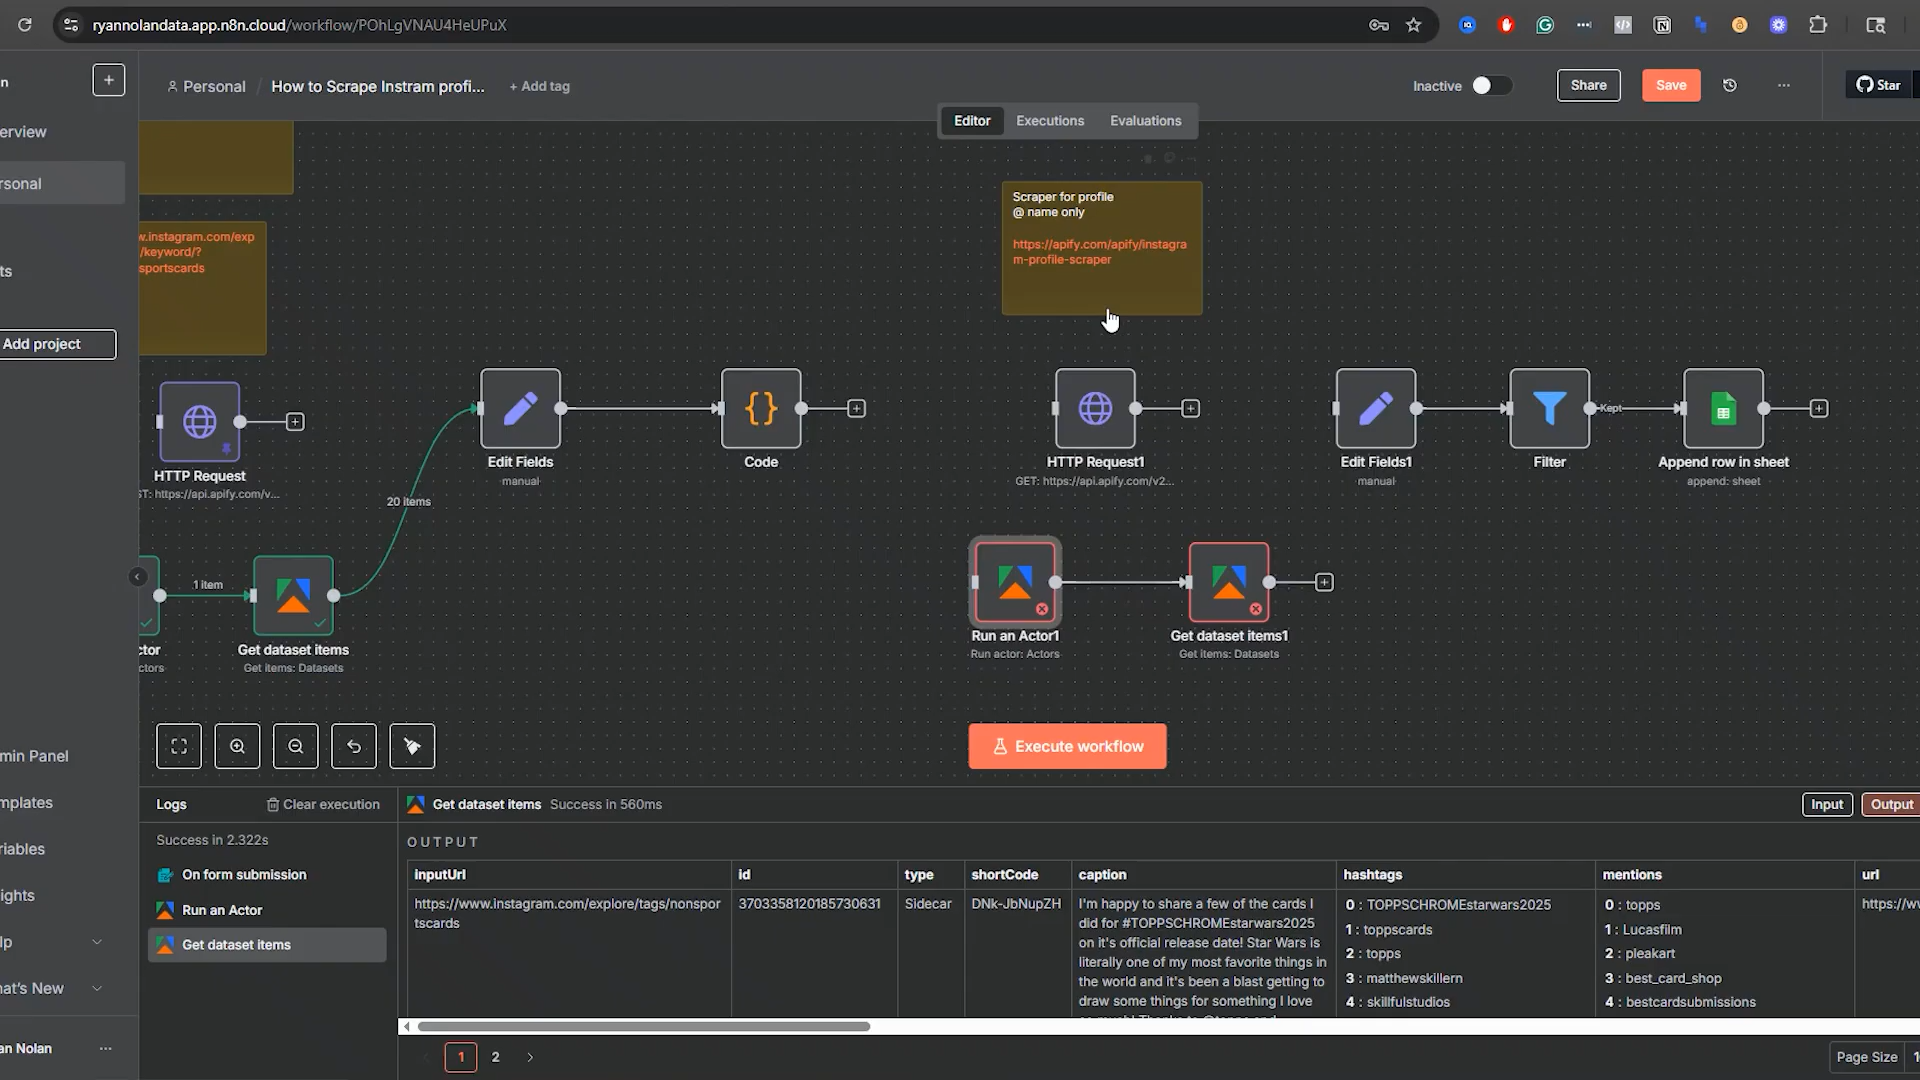 ryannolandata.app.n8n.cloud/workflow/POhLgVNAU4HeUPuX
n
+
Personal / How to Scrape Instram profi... + Add tag
Inactive
Share
Save
Star
Editor
Executions
Evaluations
erview
rsonal
ts
Add project
min Panel
mplates
riables
ights
lp
hat's New
an Nolan
w.instagram.com/exp
/keyword/?
sportscards
Scraper for profile
@ name only
https://apify.com/apify/instagra
m-profile-scraper
HTTP Request
ST: https://api.apify.com/v...
Edit Fields
manual
Code
HTTP Request1
GET: https://api.apify.com/v2...
Edit Fields1
manual
Filter
Kept
Append row in sheet
append: sheet
20 items
1 item
ctor
ctors
Get dataset items
Get items: Datasets
Run an Actor1
Run actor: Actors
Get dataset items1
Get items: Datasets
Execute workflow
Logs
Clear execution
Success in 2.322s
On form submission
Run an Actor
Get dataset items
Get dataset items Success in 560ms
Input
Output
OUTPUT
inputUrl id type shortCode caption hashtags mentions url
https://www.instagram.com/explore/tags/nonspor
tscards
3703358120185730631
Sidecar
DNk-JbNupZH
I'm happy to share a few of the cards I
did for #TOPPSCHROMEstarwars2025
on it's official release date! Star Wars is
literally one of my most favorite things in
the world and it's been a blast getting to
draw some things for something I love
0 : TOPPSCHROMEstarwars2025
1 : toppscards
2 : topps
3 : matthewskillern
4 : skillfulstudios
0 : topps
1 : Lucasfilm
2 : pleakart
3 : best_card_shop
4 : bestcardsubmissions
https://w
1 2
Page Size 1